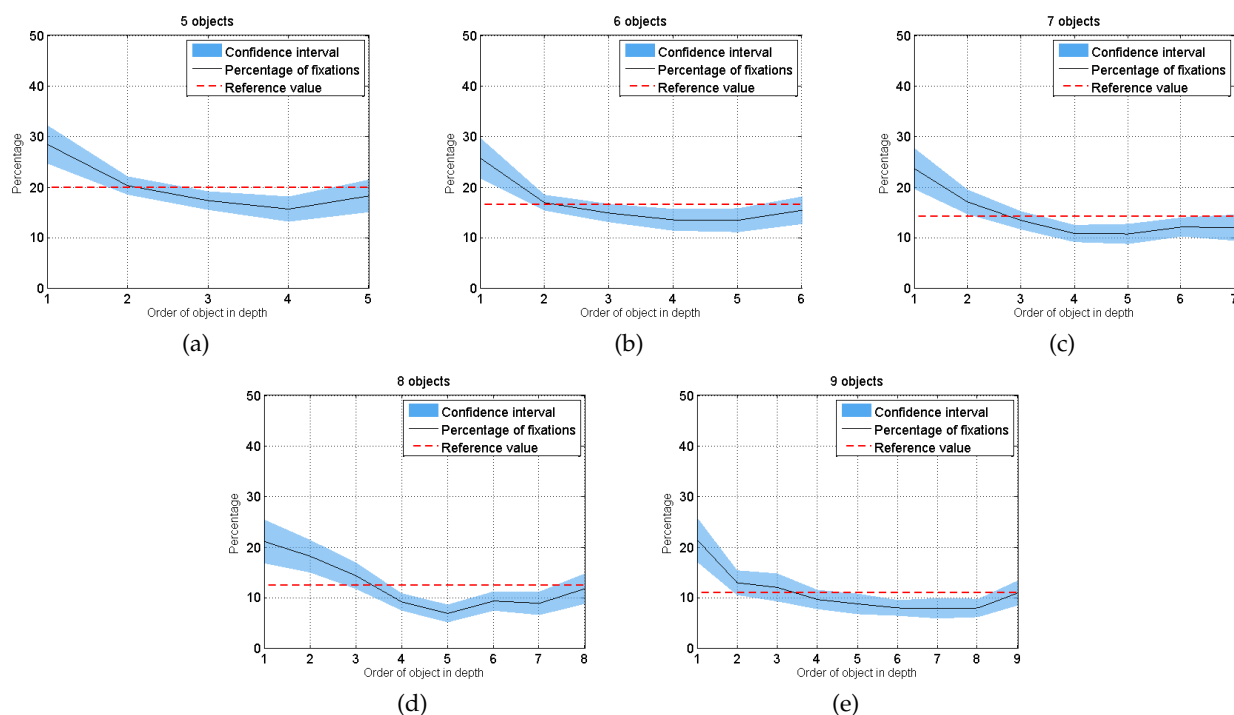 5 objects
50
40
30
20
10
0
Percentage
Confidence interval
Percentage of fixations
Reference value
1 2 3 4 5
Order of object in depth
(a)
6 objects
50
40
30
20
10
0
Percentage
Confidence interval
Percentage of fixations
Reference value
1 2 3 4 5 6
Order of object in depth
(b)
7 objects
50
40
30
20
10
0
Percentage
Confidence interval
Percentage of fixations
Reference value
1 2 3 4 5 6 7
Order of object in depth
(c)
8 objects
50
40
30
20
10
0
Percentage
Confidence interval
Percentage of fixations
Reference value
1 2 3 4 5 6 7 8
Order of object in depth
(d)
9 objects
50
40
30
20
10
0
Percentage
Confidence interval
Percentage of fixations
Reference value
1 2 3 4 5 6 7 8 9
Order of object in depth
(e)